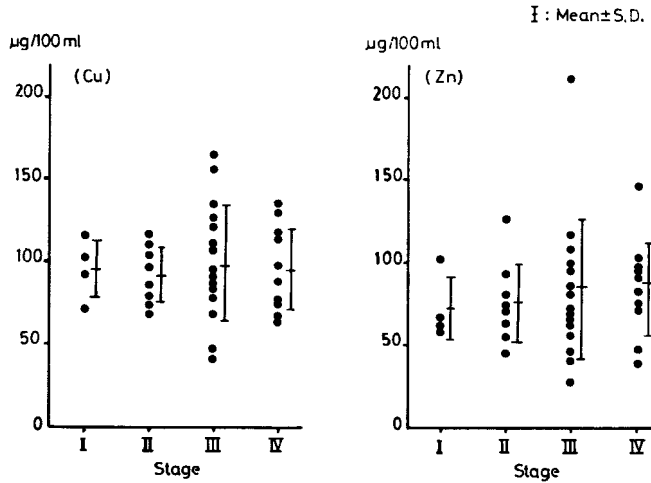 I : Mean±S.D.
µg/100ml
(Cu)
200
150
100
50
0
I II III IV
Stage
µg/100ml
(Zn)
200
150
100
50
0
I II III IV
Stage